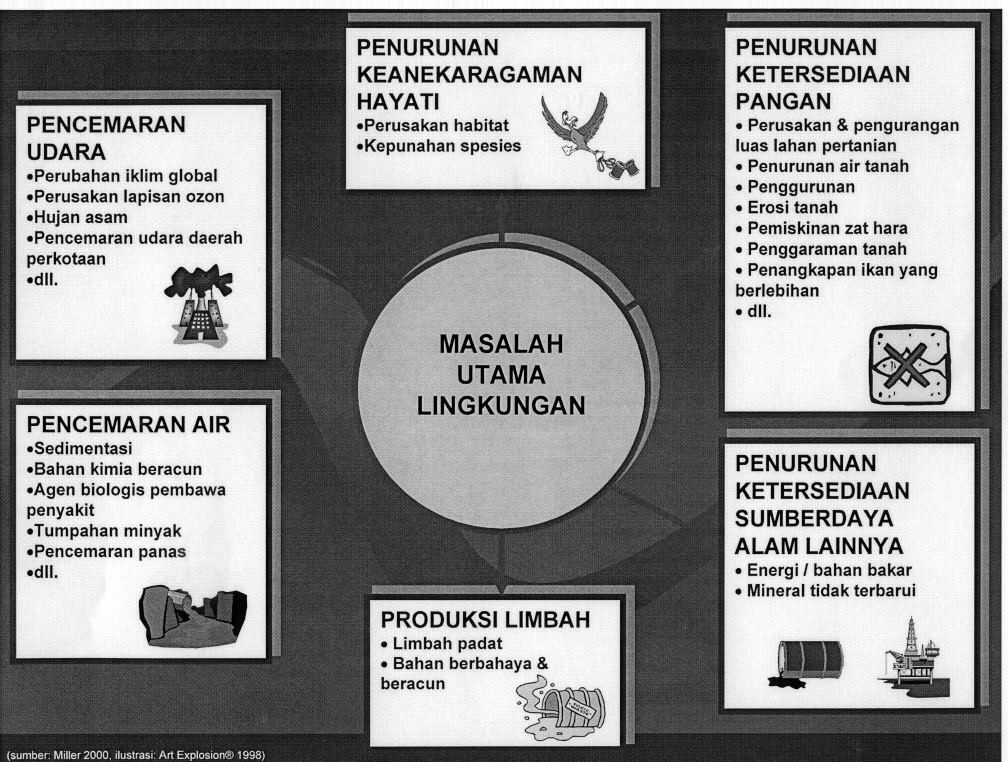 PENURUNAN
KEANEKARAGAMAN
HAYATI
•Perusakan habitat
•Kepunahan spesies
PENURUNAN
KETERSEDIAAN
PANGAN
• Perusakan & pengurangan
luas lahan pertanian
• Penurunan air tanah
• Penggurunan
• Erosi tanah
• Pemiskinan zat hara
• Penggaraman tanah
• Penangkapan ikan yang
berlebihan
• dll.
PENCEMARAN
UDARA
•Perubahan iklim global
•Perusakan lapisan ozon
•Hujan asam
•Pencemaran udara daerah
perkotaan
•dll.
MASALAH
UTAMA
LINGKUNGAN
PENCEMARAN AIR
•Sedimentasi
•Bahan kimia beracun
•Agen biologis pembawa
penyakit
•Tumpahan minyak
•Pencemaran panas
•dll.
PENURUNAN
KETERSEDIAAN
SUMBERDAYA
ALAM LAINNYA
• Energi / bahan bakar
• Mineral tidak terbarui
PRODUKSI LIMBAH
• Limbah padat
• Bahan berbahaya &
beracun
(sumber: Miller 2000, ilustrasi: Art Explosion® 1998)